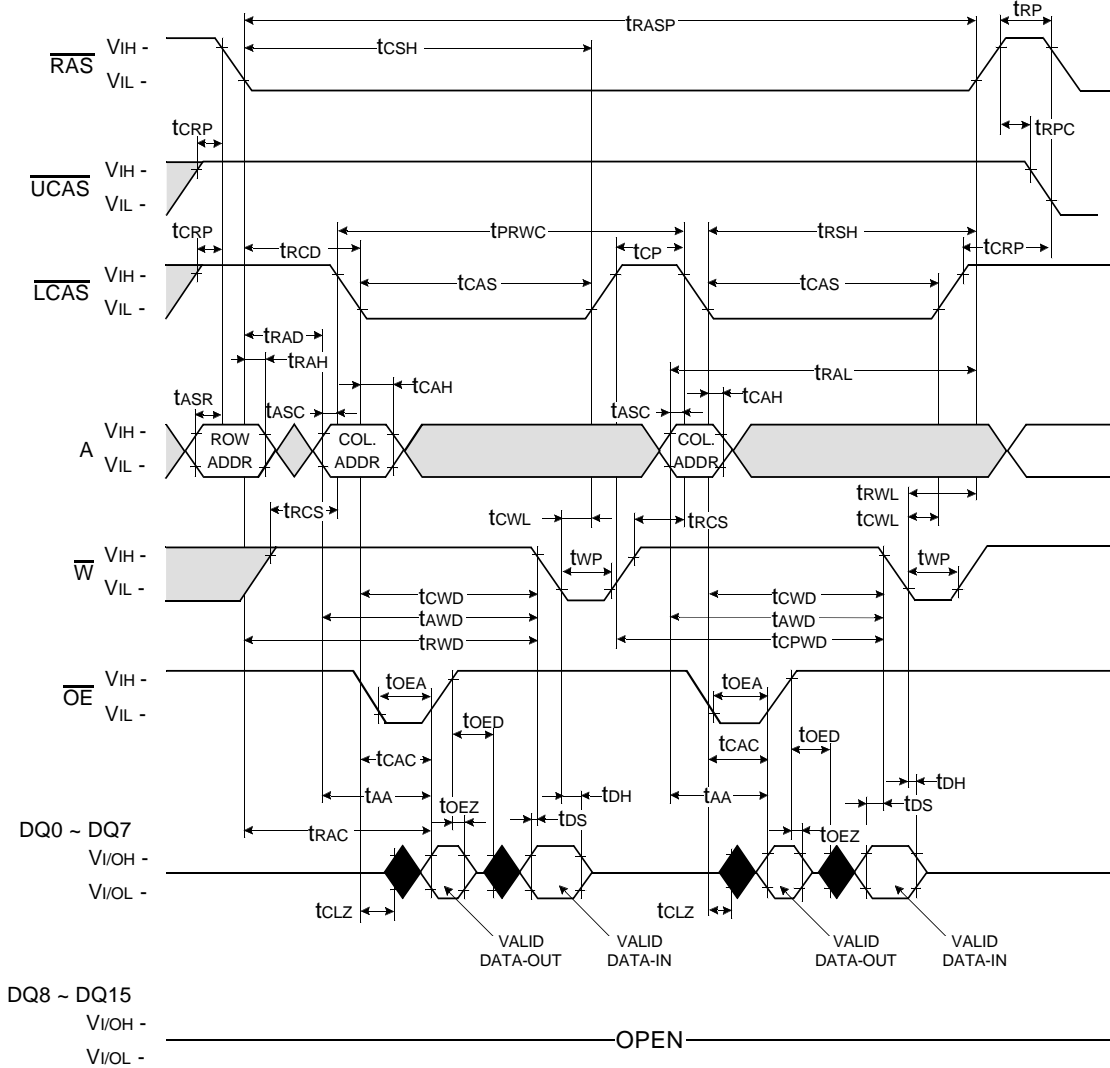 tRASP
tRP
tCSH
RAS
VIH -
VIL -
tCRP
tRPC
UCAS
VIH -
VIL -
tCRP
tRCD
tPRWC
tCP
tRSH
tCRP
LCAS
VIH -
VIL -
tCAS
tCAS
tRAD
tRAH
tCAH
tRAL
tCAH
tASR
tASC
tASC
A
VIH -
VIL -
ROW
ADDR
COL.
ADDR
COL.
ADDR
tRCS
tCWL
tRCS
tRWL
tCWL
W
VIH -
VIL -
tWP
tWP
tCWD
tCWD
tAWD
tAWD
tRWD
tCPWD
OE
VIH -
VIL -
tOEA
tOEA
tOED
tOED
tCAC
tCAC
tAA
tDH
tAA
tDH
tOEZ
tDS
tOEZ
tDS
tRAC
DQ0 ~ DQ7
VI/OH -
VI/OL -
tCLZ
tCLZ
VALID
DATA-OUT
VALID
DATA-IN
VALID
DATA-OUT
VALID
DATA-IN
DQ8 ~ DQ15
VI/OH -
VI/OL -
OPEN